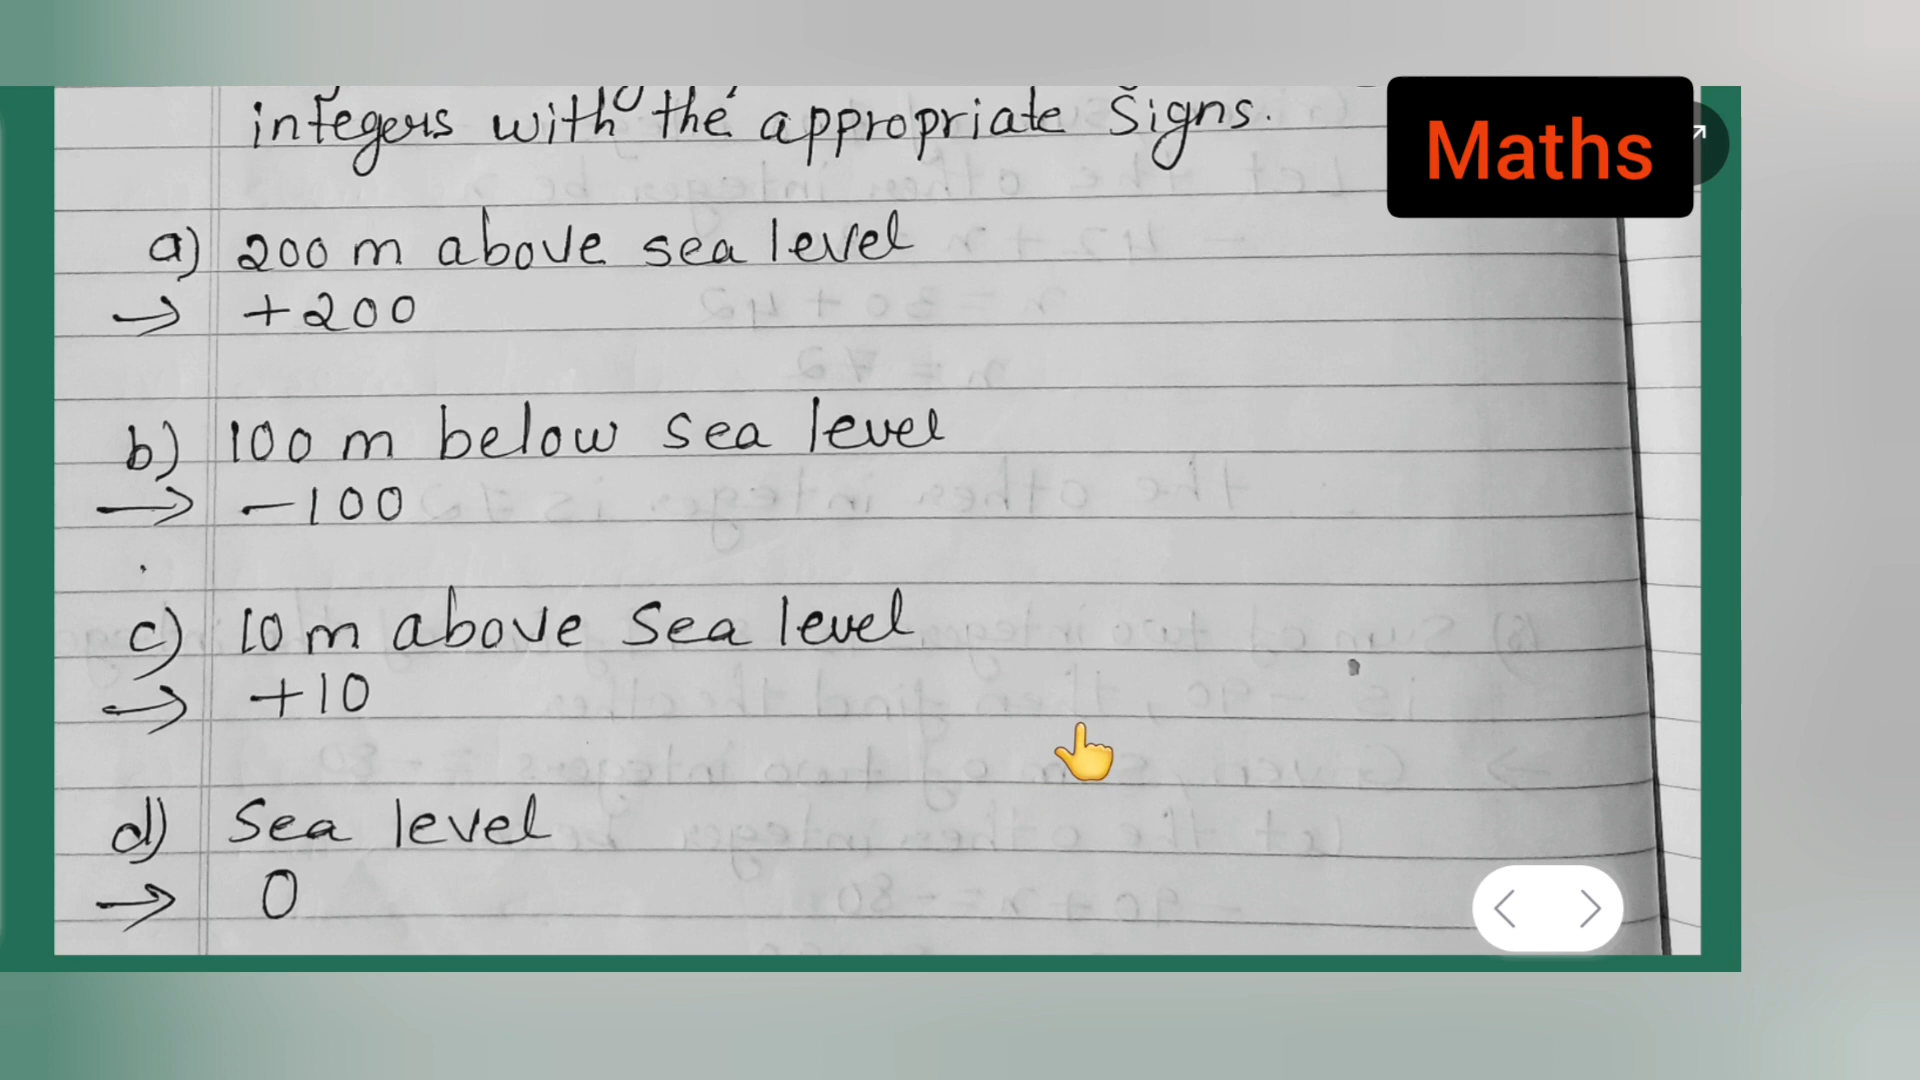 integers with the appropriate Signs.
Maths
a) 200 m above sea level
→ +200
b) 100 m below sea level
→ -100
c) 10 m above Sea level
→ +10
d) Sea level
→ 0